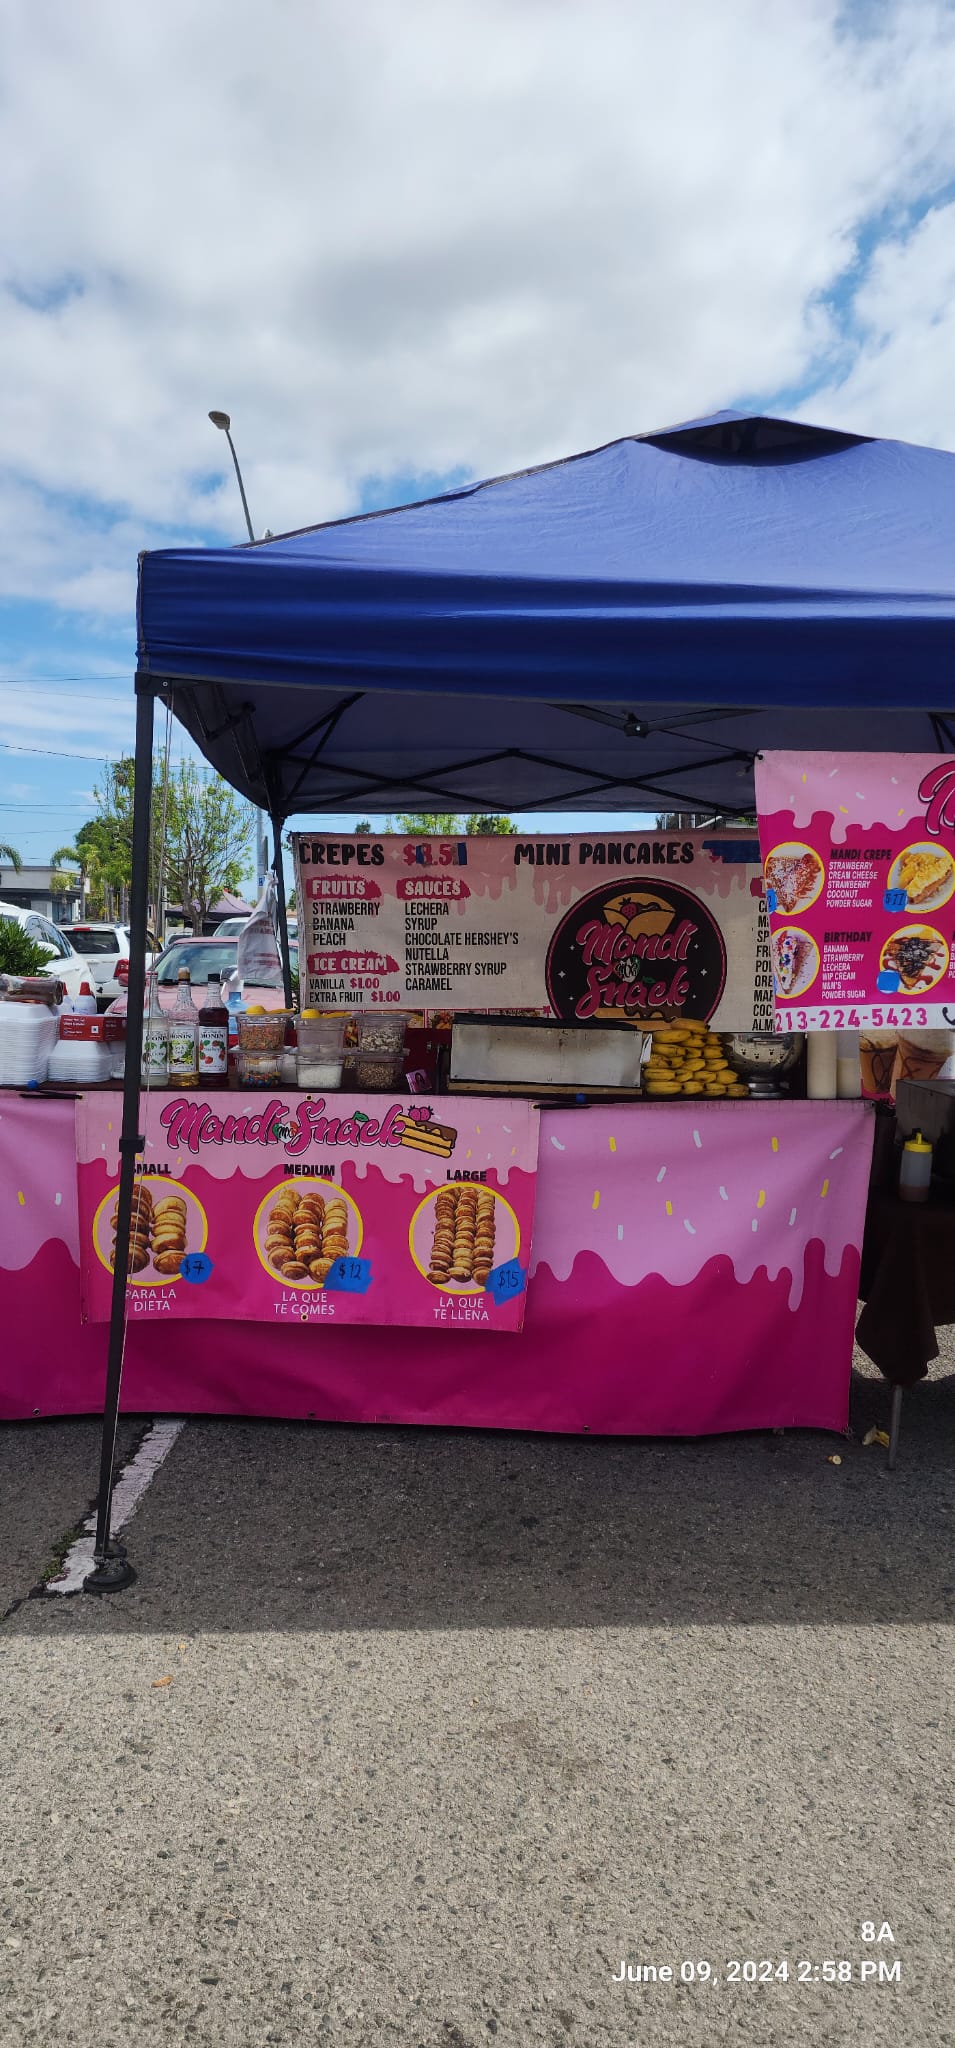 CREPES
MINI PANCAKES
FRUITS
STRAWBERRY
BANANA
PEACH
ICE CREAM
VANILLA $1.00
EXTRA FRUIT $1.00
SAUCES
LECHERA
SYRUP
CHOCOLATE HERSHEY'S
NUTELLA
STRAWBERRY SYRUP
CARAMEL
Mandi
Snack
MANDI CREPE
STRAWBERRY
CREAM CHEESE
STRAWBERRY
COCONUT
POWDER SUGAR
$11
BIRTHDAY
BANANA
STRAWBERRY
LECHERA
WIP CREAM
M&M'S
POWDER SUGAR
213-224-5423
MONIN
MONIN
Mandi Snack
SMALL
MEDIUM
LARGE
$7
$12
$15
PARA LA
DIETA
LA QUE
TE COMES
LA QUE
TE LLENA
8A
June 09, 2024 2:58 PM